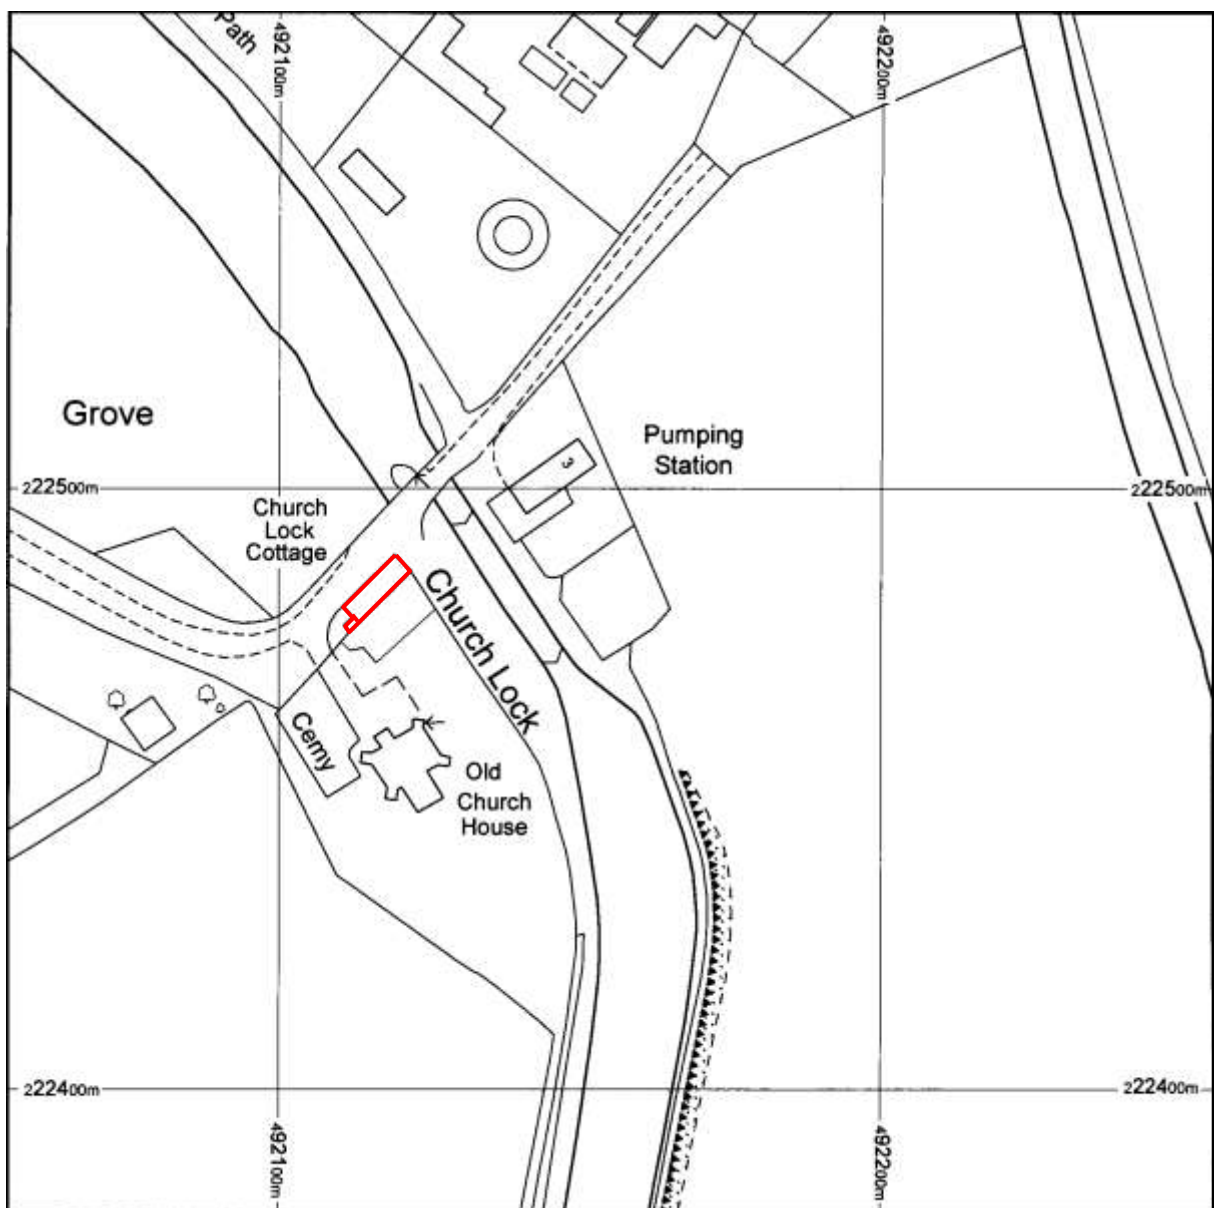 Path
492100m
492200m
Grove
Pumping
Station
3
222500m
222500m
Church
Lock
Cottage
Church Lock
Cemy
Old
Church
House
222400m
222400m
492100m
492200m